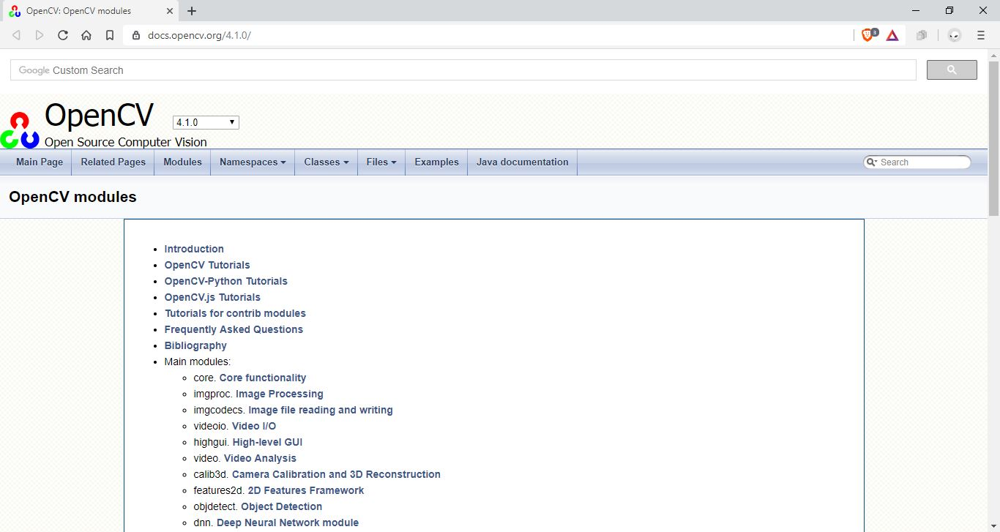 OpenCV: OpenCV modules
docs.opencv.org/4.1.0/
3
Google Custom Search
OpenCV
4.1.0
Open Source Computer Vision
Main Page Related Pages Modules Namespaces Classes Files Examples Java documentation Search
OpenCV modules
Introduction
OpenCV Tutorials
OpenCV-Python Tutorials
OpenCV.js Tutorials
Tutorials for contrib modules
Frequently Asked Questions
Bibliography
Main modules:
core. Core functionality
imgproc. Image Processing
imgcodecs. Image file reading and writing
videoio. Video I/O
highgui. High-level GUI
video. Video Analysis
calib3d. Camera Calibration and 3D Reconstruction
features2d. 2D Features Framework
objdetect. Object Detection
dnn. Deep Neural Network module